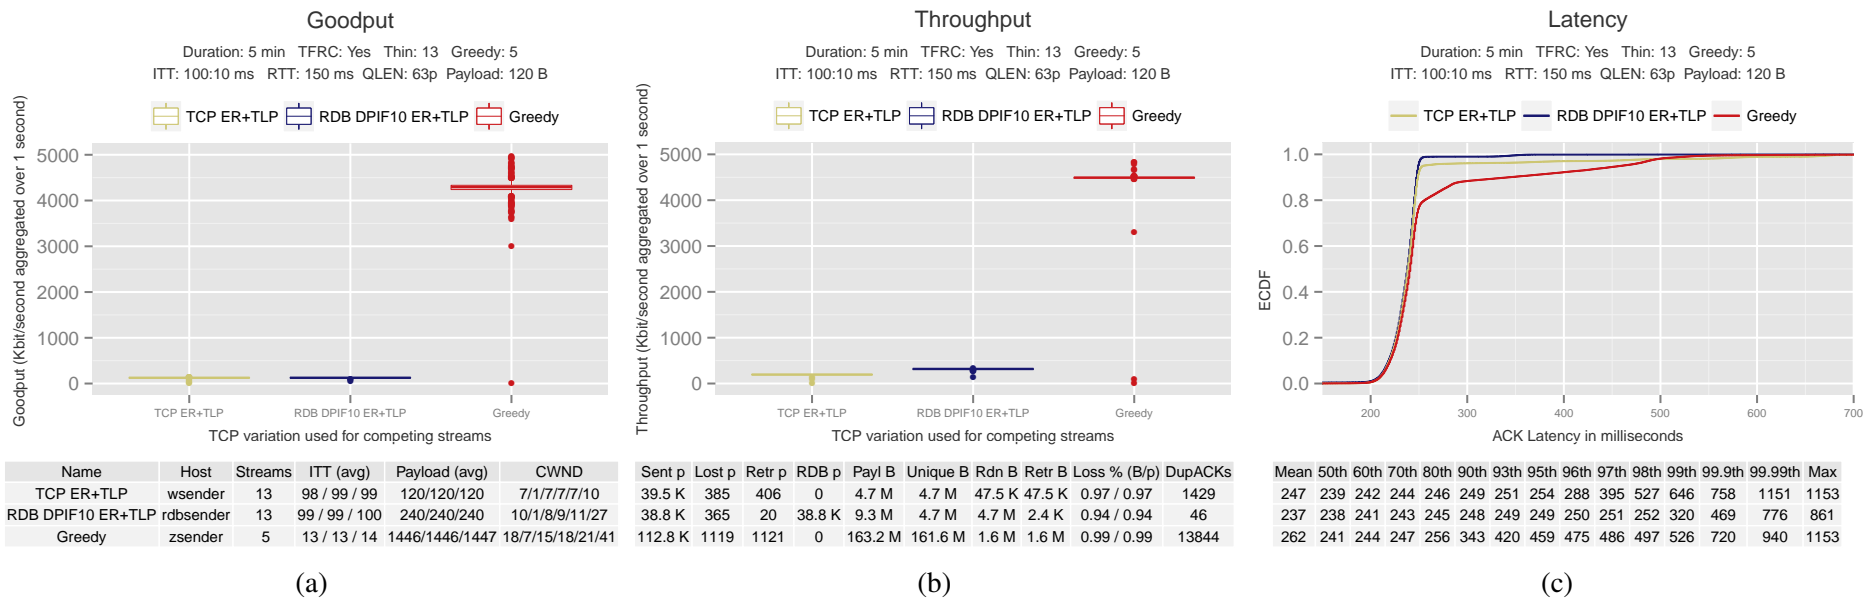 Goodput
Duration: 5 min TFRC: Yes Thin: 13 Greedy: 5
ITT: 100:10 ms RTT: 150 ms QLEN: 63p Payload: 120 B
TCP ER+TLP RDB DPIF10 ER+TLP Greedy
Goodput (Kbit/second aggregated over 1 second)
5000
4000
3000
2000
1000
0
TCP ER+TLP RDB DPIF10 ER+TLP Greedy
TCP variation used for competing streams
Name Host Streams ITT (avg) Payload (avg) CWND
TCP ER+TLP wsender 13 98 / 99 / 99 120/120/120 7/1/7/7/7/10
RDB DPIF10 ER+TLP rdbsender 13 99 / 99 / 100 240/240/240 10/1/8/9/11/27
Greedy zsender 5 13 / 13 / 14 1446/1446/1447 18/7/15/18/21/41
(a)
Throughput
Duration: 5 min TFRC: Yes Thin: 13 Greedy: 5
ITT: 100:10 ms RTT: 150 ms QLEN: 63p Payload: 120 B
TCP ER+TLP RDB DPIF10 ER+TLP Greedy
Throughput (Kbit/second aggregated over 1 second)
5000
4000
3000
2000
1000
0
TCP ER+TLP RDB DPIF10 ER+TLP Greedy
TCP variation used for competing streams
Sent p Lost p Retr p RDB p Payl B Unique B Rdn B Retr B Loss % (B/p) DupACKs
39.5 K 385 406 0 4.7 M 4.7 M 47.5 K 47.5 K 0.97 / 0.97 1429
38.8 K 365 20 38.8 K 9.3 M 4.7 M 4.7 M 2.4 K 0.94 / 0.94 46
112.8 K 1119 1121 0 163.2 M 161.6 M 1.6 M 1.6 M 0.99 / 0.99 13844
(b)
Latency
Duration: 5 min TFRC: Yes Thin: 13 Greedy: 5
ITT: 100:10 ms RTT: 150 ms QLEN: 63p Payload: 120 B
TCP ER+TLP RDB DPIF10 ER+TLP Greedy
ECDF
1.0
0.8
0.6
0.4
0.2
0.0
200 300 400 500 600 700
ACK Latency in milliseconds
Mean 50th 60th 70th 80th 90th 93th 95th 96th 97th 98th 99th 99.9th 99.99th Max
247 239 242 244 246 249 251 254 288 395 527 646 758 1151 1153
237 238 241 243 245 248 249 249 250 251 252 320 469 776 861
262 241 244 247 256 343 420 459 475 486 497 526 720 940 1153
(c)